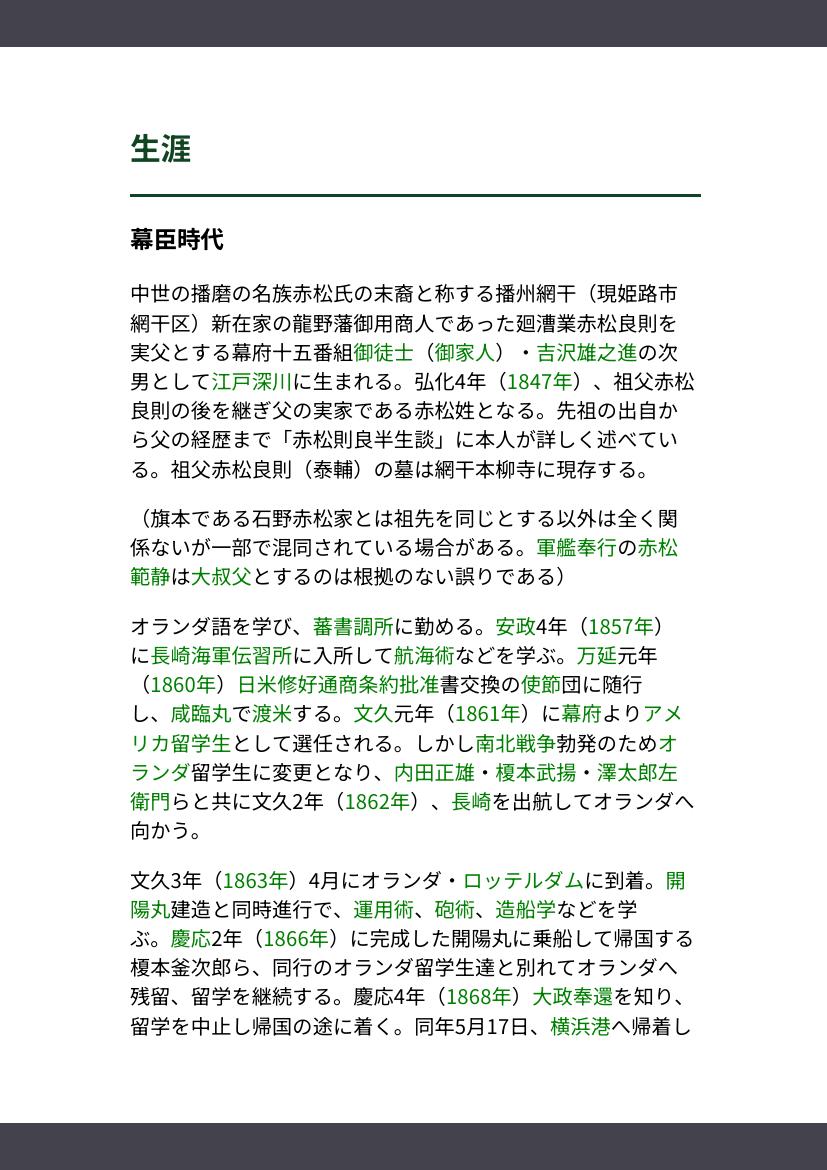 生涯
幕臣時代
中世の播磨の名族赤松氏の末裔と称する播州網干（現姫路市
網干区）新在家の龍野藩御用商人であった廻漕業赤松良則を
実父とする幕府十五番組御徒士（御家人）・吉沢雄之進の次
男として江戸深川に生まれる。弘化4年（1847年）、祖父赤松
良則の後を継ぎ父の実家である赤松姓となる。先祖の出自か
ら父の経歴まで「赤松則良半生談」に本人が詳しく述べてい
る。祖父赤松良則（泰輔）の墓は網干本柳寺に現存する。
（旗本である石野赤松家とは祖先を同じとする以外は全く関
係ないが一部で混同されている場合がある。軍艦奉行の赤松
範静は大叔父とするのは根拠のない誤りである）
オランダ語を学び、蕃書調所に勤める。安政4年（1857年）
に長崎海軍伝習所に入所して航海術などを学ぶ。万延元年
（1860年）日米修好通商条約批准書交換の使節団に随行
し、咸臨丸で渡米する。文久元年（1861年）に幕府よりアメ
リカ留学生として選任される。しかし南北戦争勃発のためオ
ランダ留学生に変更となり、内田正雄・榎本武揚・澤太郎左
衛門らと共に文久2年（1862年）、長崎を出航してオランダへ
向かう。
文久3年（1863年）4月にオランダ・ロッテルダムに到着。開
陽丸建造と同時進行で、運用術、砲術、造船学などを学
ぶ。慶応2年（1866年）に完成した開陽丸に乗船して帰国する
榎本釜次郎ら、同行のオランダ留学生達と別れてオランダへ
残留、留学を継続する。慶応4年（1868年）大政奉還を知り、
留学を中止し帰国の途に着く。同年5月17日、横浜港へ帰着し